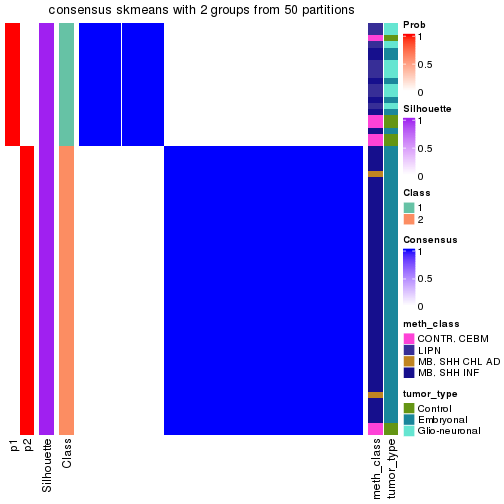 consensus skmeans with 2 groups from 50 partitions
Prob
1
0.5
0
Silhouette
1
0.5
0
Class
1
2
Consensus
1
0.5
0
meth_class
CONTR. CEBM
LIPN
MB. SHH CHL AD
MB. SHH INF
tumor_type
Control
Embryonal
Glio-neuronal
p1
p2
Silhouette
Class
meth_class
tumor_type